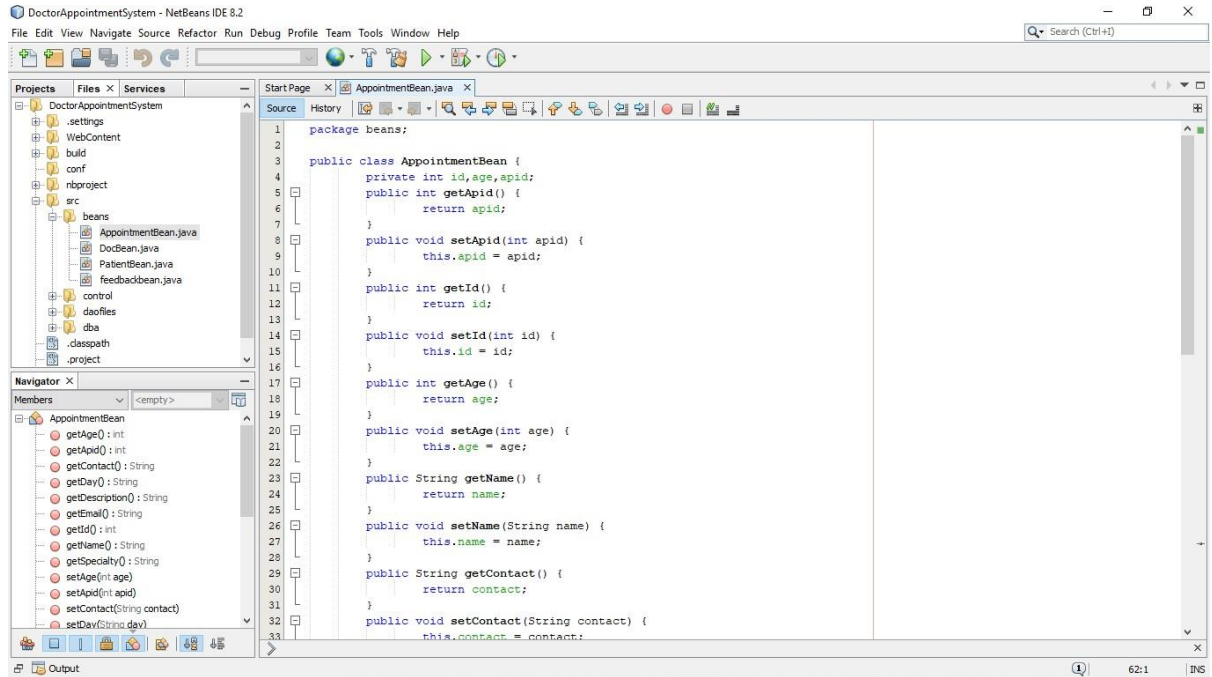 DoctorAppointmentSystem - NetBeans IDE 8.2
File Edit View Navigate Source Refactor Run Debug Profile Team Tools Window Help
Search (Ctrl+I)
Projects Files Services
DoctorAppointmentSystem
.settings
WebContent
build
conf
nbproject
src
beans
AppointmentBean.java
DocBean.java
PatientBean.java
feedbackbean.java
control
daofiles
dba
.classpath
.project
Navigator
Members <empty>
AppointmentBean
getAge() : int
getApid() : int
getContact() : String
getDay() : String
getDescription() : String
getEmail() : String
getId() : int
getName() : String
getSpecialty() : String
setAge(int age)
setApid(int apid)
setContact(String contact)
setDay(String day)
Output
Start Page AppointmentBean.java
Source History
1 package beans;
2
3 public class AppointmentBean {
4 private int id,age,apid;
5 public int getApid() {
6 return apid;
7 }
8 public void setApid(int apid) {
9 this.apid = apid;
10 }
11 public int getId() {
12 return id;
13 }
14 public void setId(int id) {
15 this.id = id;
16 }
17 public int getAge() {
18 return age;
19 }
20 public void setAge(int age) {
21 this.age = age;
22 }
23 public String getName() {
24 return name;
25 }
26 public void setName(String name) {
27 this.name = name;
28 }
29 public String getContact() {
30 return contact;
31 }
32 public void setContact(String contact) {
33 this.contact = contact;
1 62:1 INS